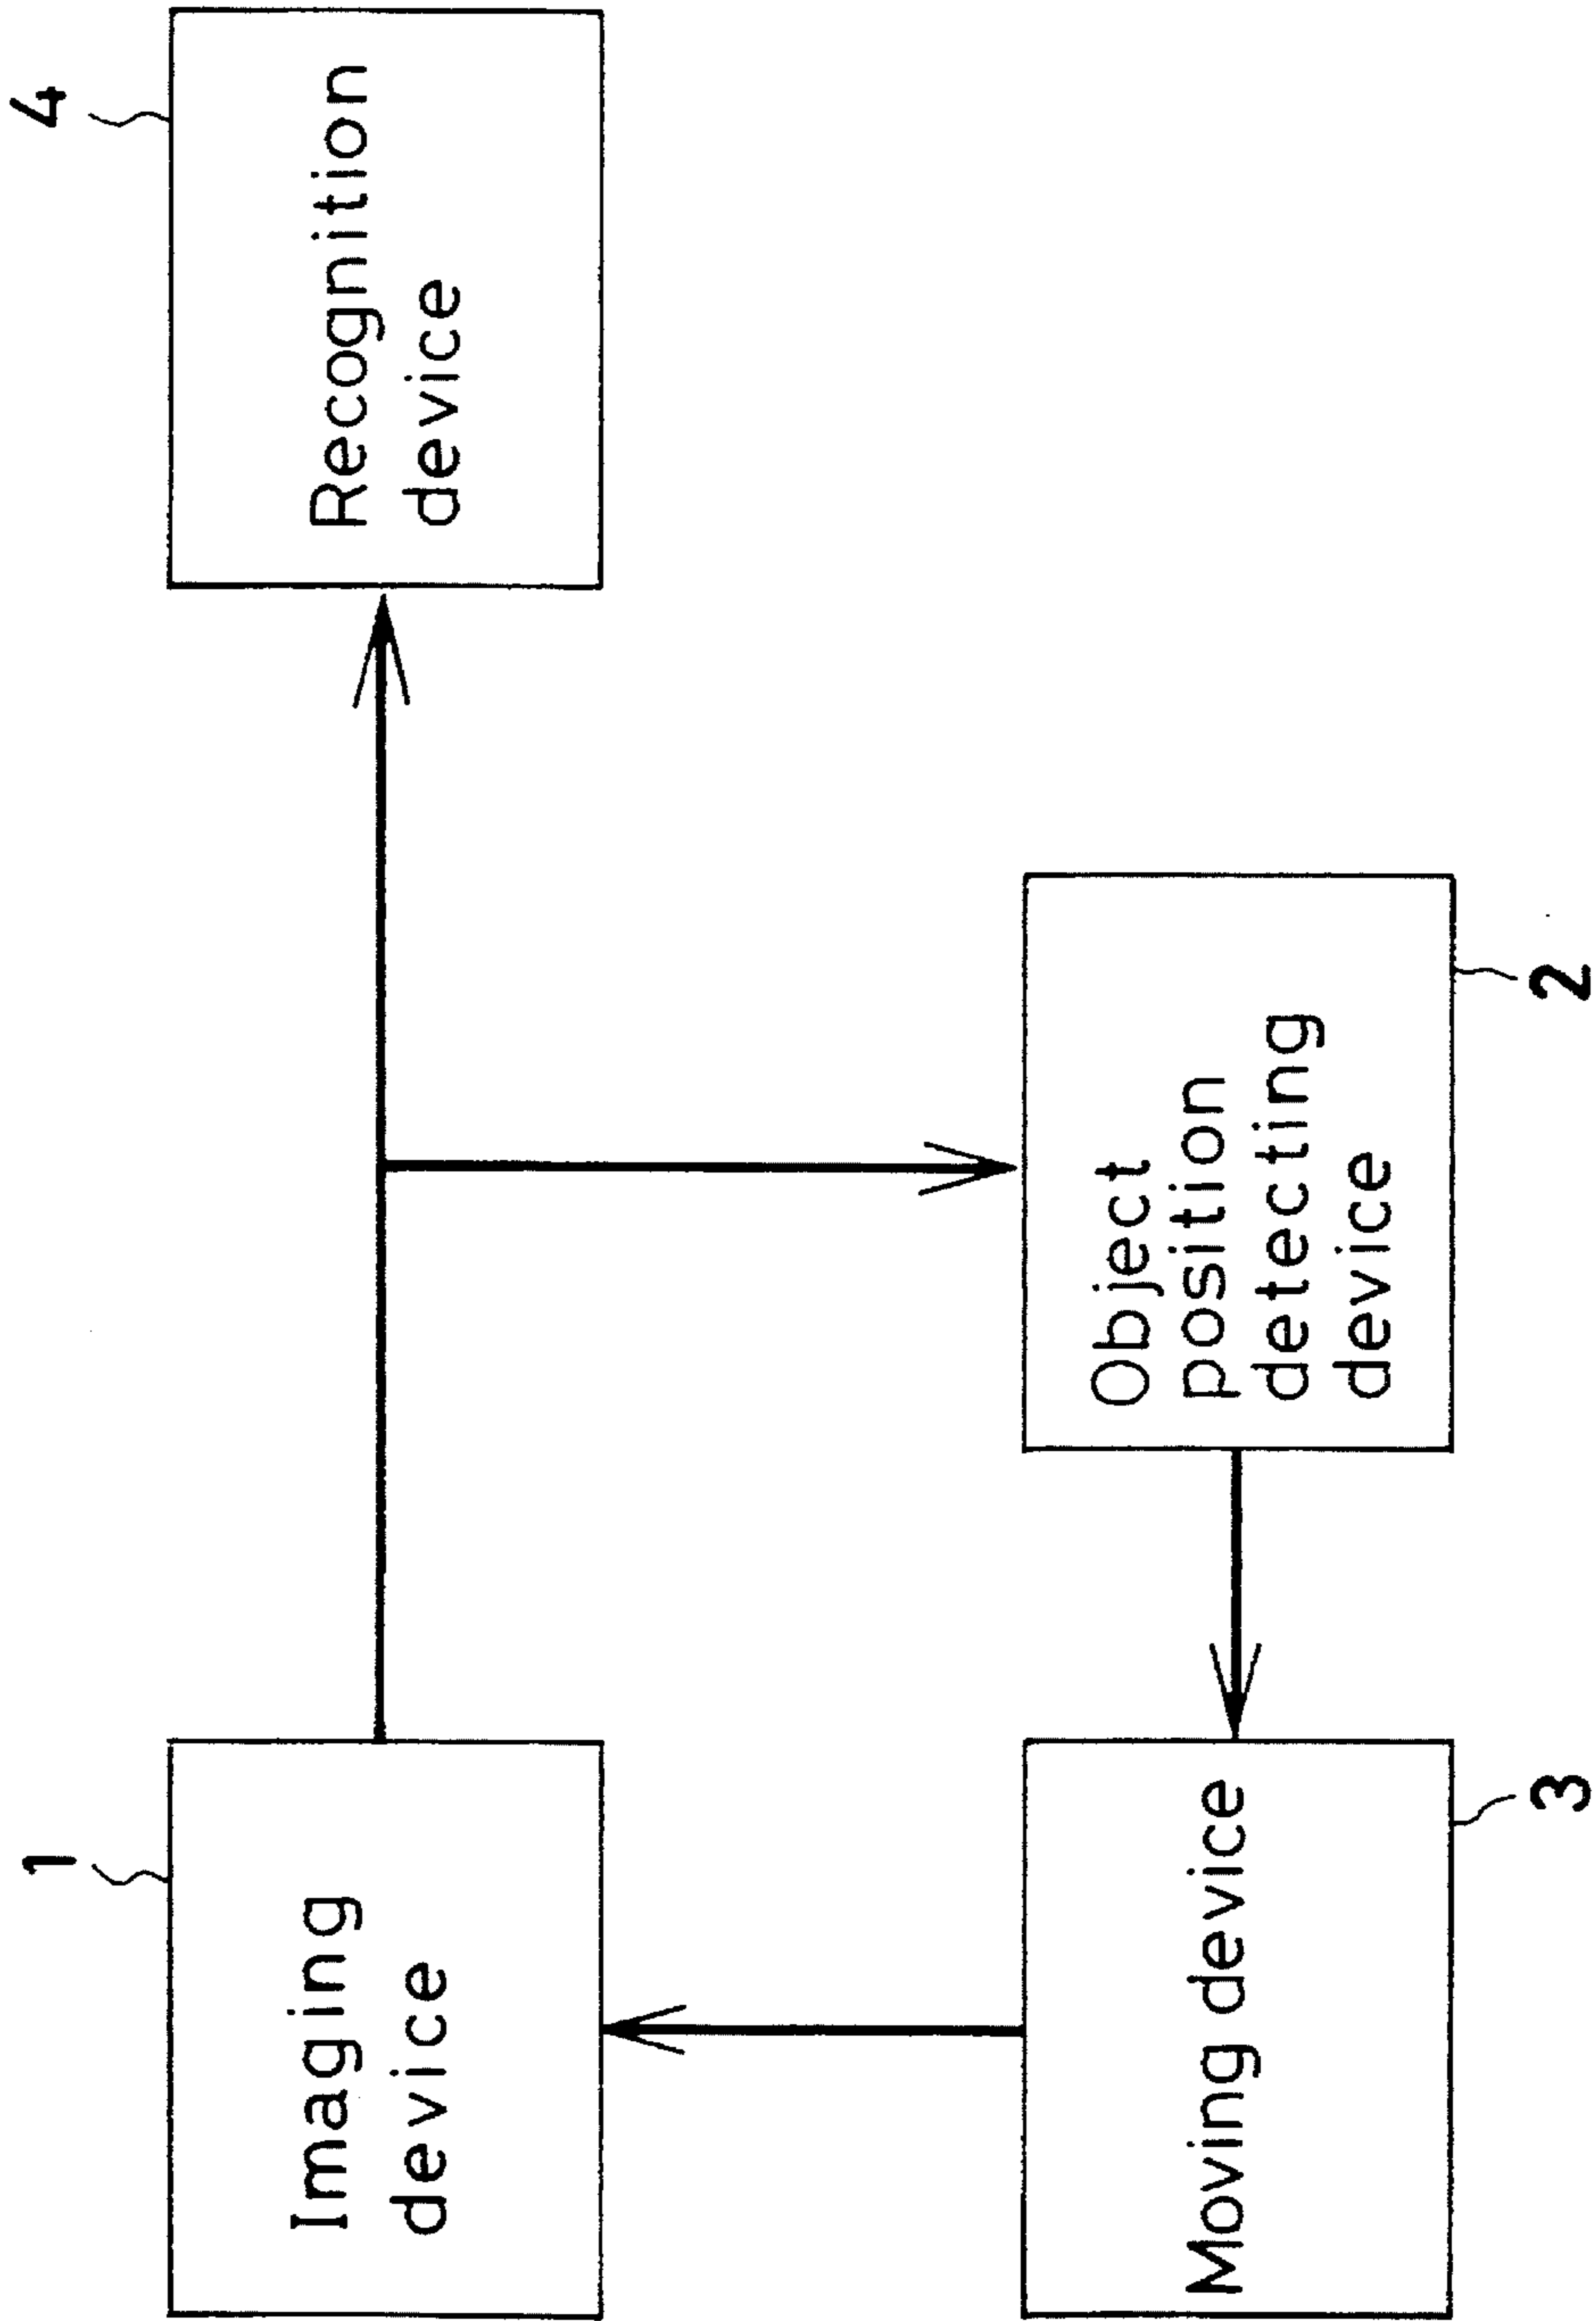 1
Imaging
device
4
Recognition
device
Moving device
3
Object
position
detecting
device
2